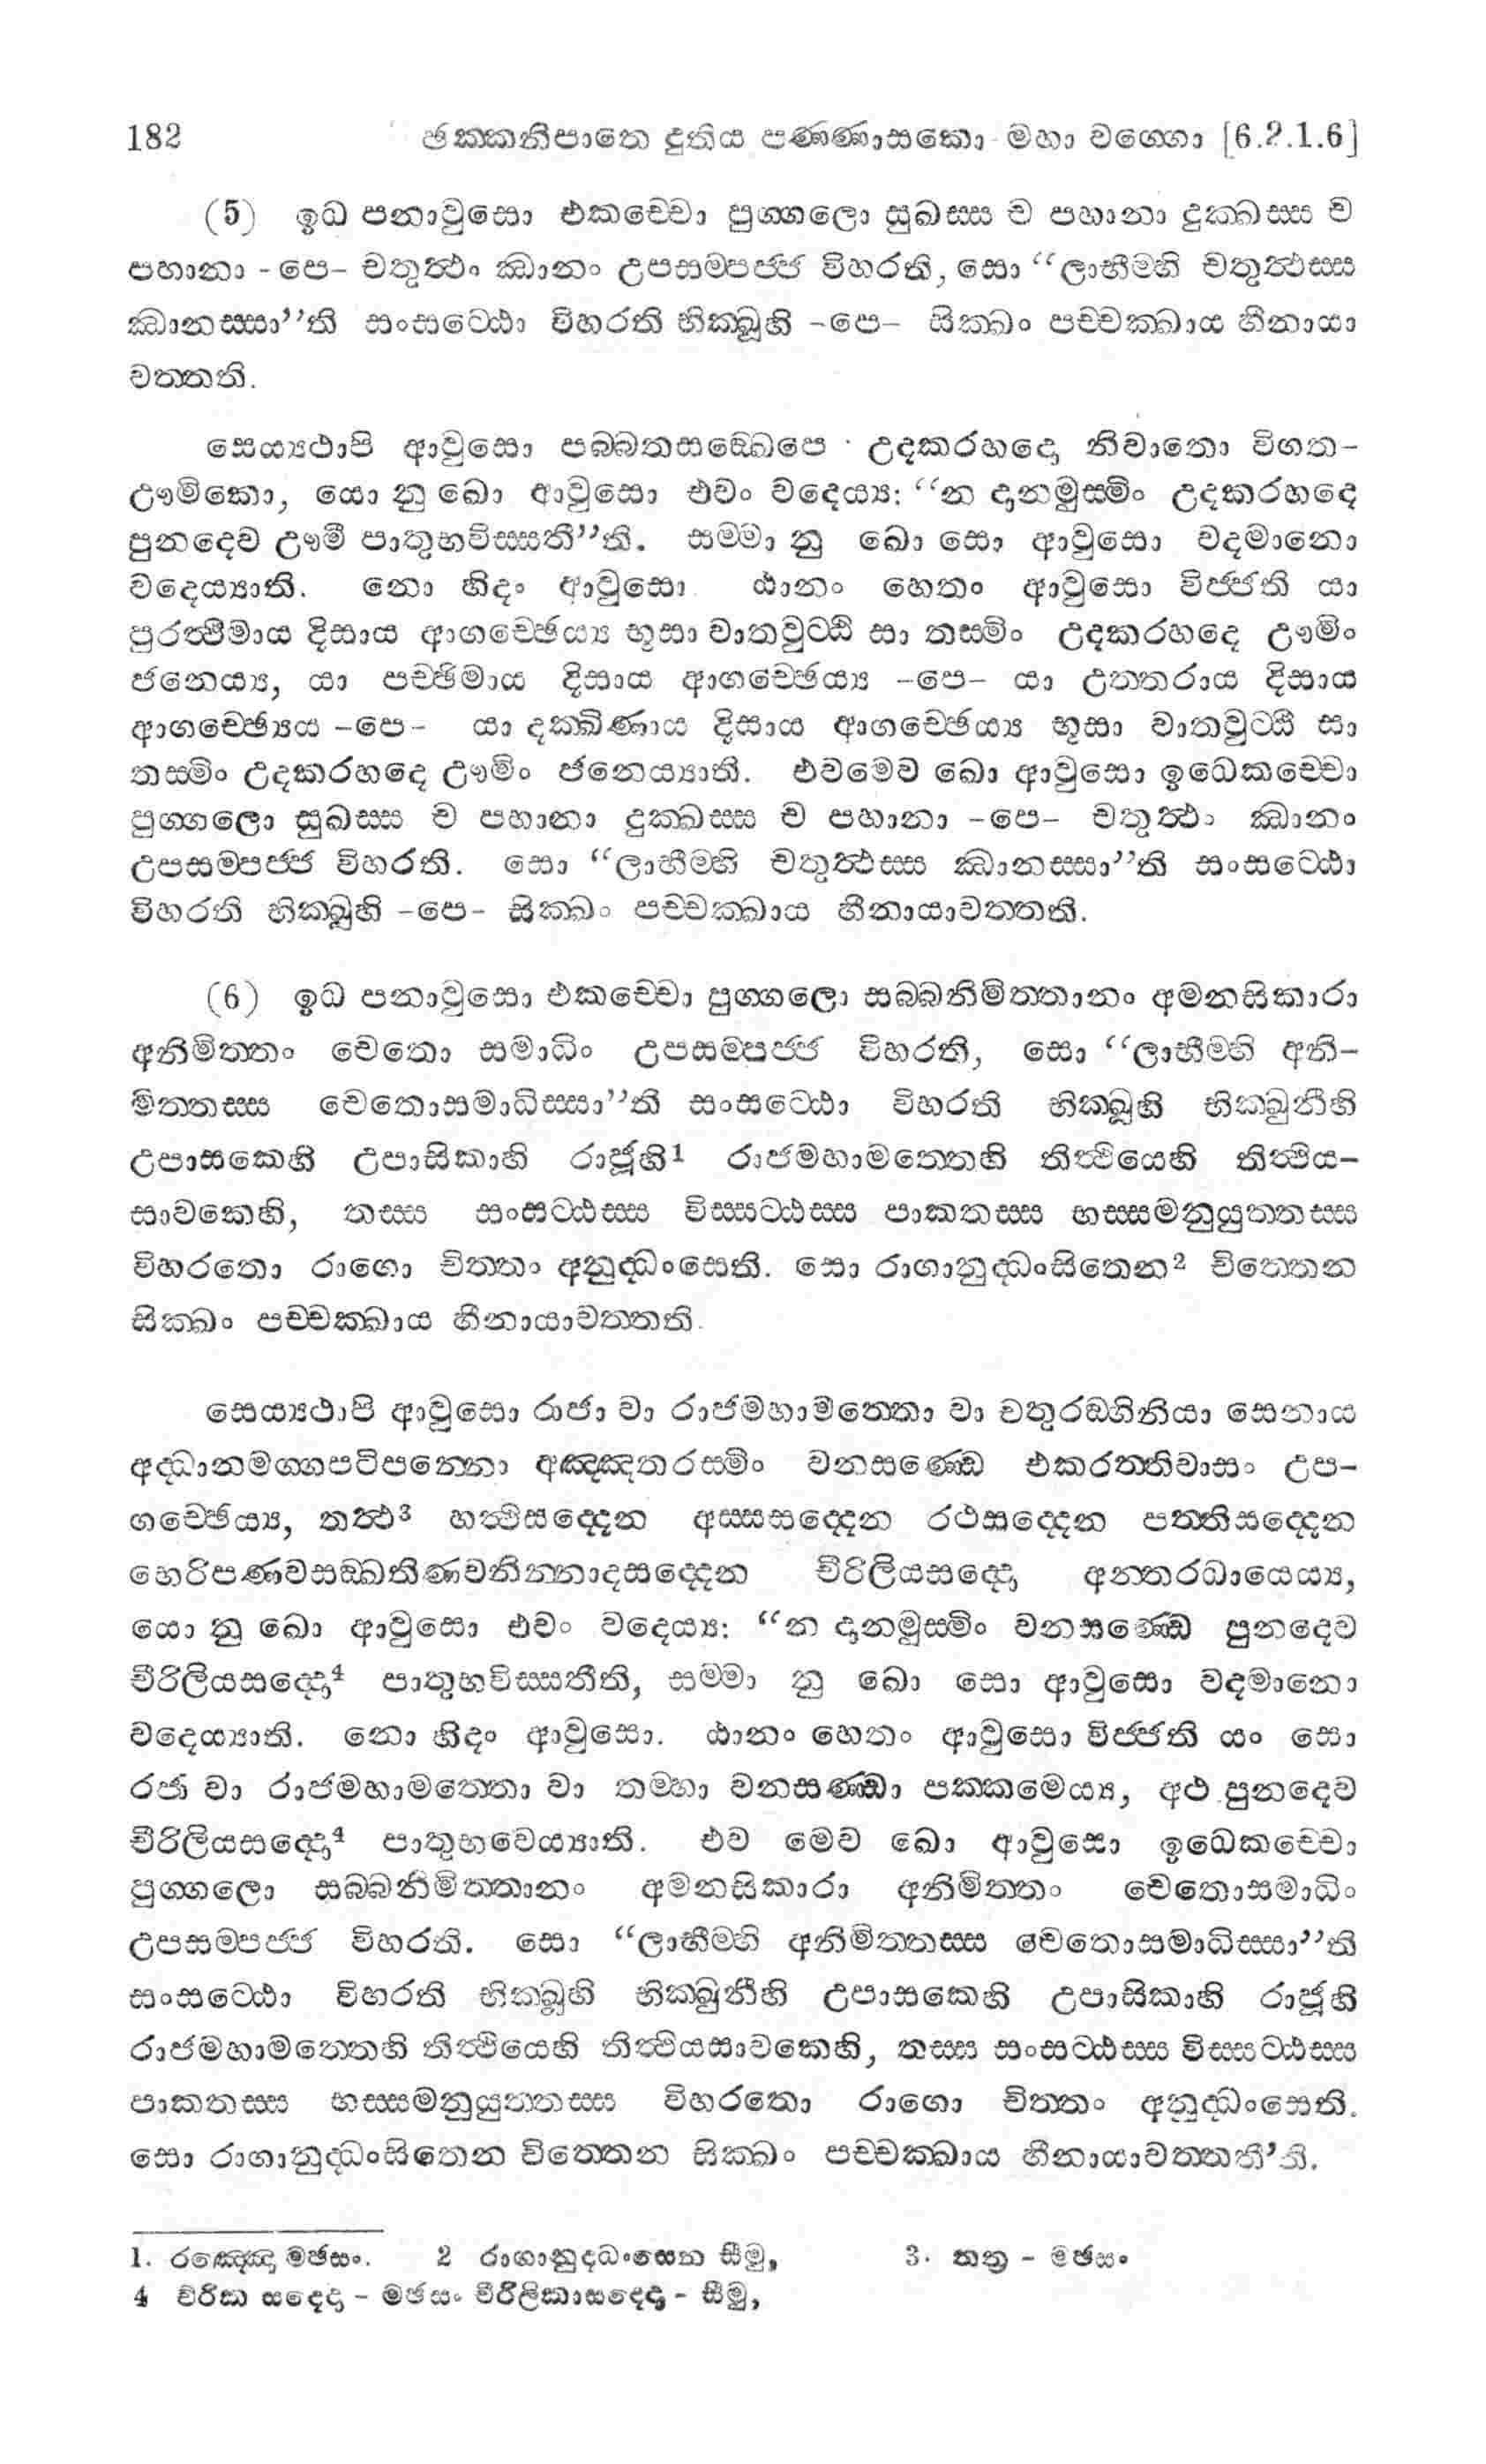 182 ඡක්කනිපාතෙ දුතිය පණ්ණාසකො මහා වග්ගො [6.2.1.6]
(5) ඉධ පනාවුසො එකච්චො පුග්ගලො සුඛස්ස ච පහානා දුක්ඛස්ස ච
පහානා -පෙ- චතුත්ථං ඣානං උපසම්පජ්ජ විහරති, සො “ලාභීම්හි චතුත්ථස්ස
ඣානස්සා”ති සංසට්ඨො විහරති භික්ඛූහි -පෙ- සික්ඛං පච්චක්ඛාය හීනායා
වත්තති.
සෙය්‍යථාපි ආවුසො පබ්බතසඞ්ඛෙපෙ උදකරහදො නිවාතො විගත-
ඌමිකො, යො නු ඛො ආවුසො එවං වදෙය්‍ය: “න දානමුස්මිං උදකරහදෙ
පුනදෙව ඌමී පාතුභවිස්සතී”ති. සම්මා නු ඛො සො ආවුසො වදමානො
වදෙය්‍යාති. නො හිදං ආවුසො. ඨානං හෙතං ආවුසො විජ්ජති යා
පුරත්ථිමාය දිසාය ආගච්ඡෙය්‍ය භූසා වාතවුට්ඨි සා තස්මිං උදකරහදෙ ඌමිං
ජනෙය්‍ය, යා පච්ඡිමාය දිසාය ආගච්ඡෙය්‍ය -පෙ- යා උත්තරාය දිසාය
ආගච්ඡ්‍යෙය -පෙ- යා දක්ඛිණාය දිසාය ආගච්ඡෙය්‍ය භූසා වාතවුට්ඨි සා
තස්මිං උදකරහදෙ ඌමිං ජනෙය්‍යාති. එවමෙව ඛො ආවුසො ඉධෙකච්චො
පුග්ගලො සුඛස්ස ච පහානා දුක්ඛස්ස ච පහානා -පෙ- චතුත්ථං ඣානං
උපසම්පජ්ජ විහරති. සො “ලාභීම්හි චතුත්ථස්ස ඣානස්සා”ති සංසට්ඨො
විහරති භික්ඛූහි -පෙ- සික්ඛං පච්චක්ඛාය හීනායාවත්තති.
(6) ඉධ පනාවුසො එකච්චො පුග්ගලො සබ්බනිමිත්තානං අමනසිකාරා
අනිමිත්තං චෙතො සමාධිං උපසම්පජ්ජ විහරති, සො “ලාභීම්හි අනි-
මිත්තස්ස චෙතොසමාධිස්සා”ති සංසට්ඨො විහරති භික්ඛූහි භික්ඛුනීහි
උපාසකෙහි උපාසිකාහි රාජූහි1 රාජමහාමත්තෙහි තිත්ථියෙහි තිත්ථිය-
සාවකෙහි, තස්ස සංසට්ඨස්ස විස්සට්ඨස්ස පාකතස්ස භස්සමනුයුත්තස්ස
විහරතො රාගො චිත්තං අනුද්ධංසෙති. සො රාගානුද්ධංසිතෙන2 චිත්තෙන
සික්ඛං පච්චක්ඛාය හීනායාවත්තති.
සෙය්‍යථාපි ආවුසො රාජා වා රාජමහාමත්තො වා චතුරඞ්ගිනියා සෙනාය
අද්ධානමග්ගපටිපන්නො අඤ්ඤතරස්මිං වනසණ්ඩෙ එකරත්තිවාසං උප-
ගච්ඡෙය්‍ය, තත්ථ3 හත්ථිසද්දෙන අස්සසද්දෙන රථසද්දෙන පත්තිසද්දෙන
භෙරිපණවසඞ්ඛතිණවනින්නාදසද්දෙන චීරිලියසද්දො අන්තරධායෙය්‍ය,
යො නු ඛො ආවුසො එවං වදෙය්‍ය: “න දානමුස්මිං වනසණ්ඩෙ පුනදෙව
චීරිලියසද්දො4 පාතුභවිස්සතීති, සම්මා නු ඛො සො ආවුසො වදමානො
වදෙය්‍යාති. නො හිදං ආවුසො. ඨානං හෙතං ආවුසො විජ්ජති යං සො
රජා වා රාජමහාමත්තො වා තම්හා වනසණ්ඩා පක්කමෙය්‍ය, අථ පුනදෙව
චීරිලියසද්දො4 පාතුභවෙය්‍යාති. එව මෙව ඛො ආවුසො ඉධෙකච්චො
පුග්ගලො සබ්බනිමිත්තානං අමනසිකාරා අනිමිත්තං චෙතොසමාධිං
උපසම්පජ්ජ විහරති. සො “ලාභීම්හි අනිමිත්තස්ස චෙතොසමාධිස්සා”ති
සංසට්ඨො විහරති භික්ඛූහි භික්ඛුනීහි උපාසකෙහි උපාසිකාහි රාජූහි
රාජමහාමත්තෙහි තිත්ථියෙහි තිත්ථියසාවකෙහි, තස්ස සංසට්ඨස්ස විස්සට්ඨස්ස
පාකතස්ස භස්සමනුයුත්තස්ස විහරතො රාගො චිත්තං අනුද්ධංසෙති.
සො රාගානුද්ධංසිතෙන චිත්තෙන සික්ඛං පච්චක්ඛාය හීනායාවත්තතී’ති.
1. රඤ්ඤො මඡසං. 2 රාගානුද්ධංසෙන සීමු, 3. තත්‍ර - මඡසං
4 චිරික සද්දො - මඡසං චීරිලිකාසද්දො - සීමු,